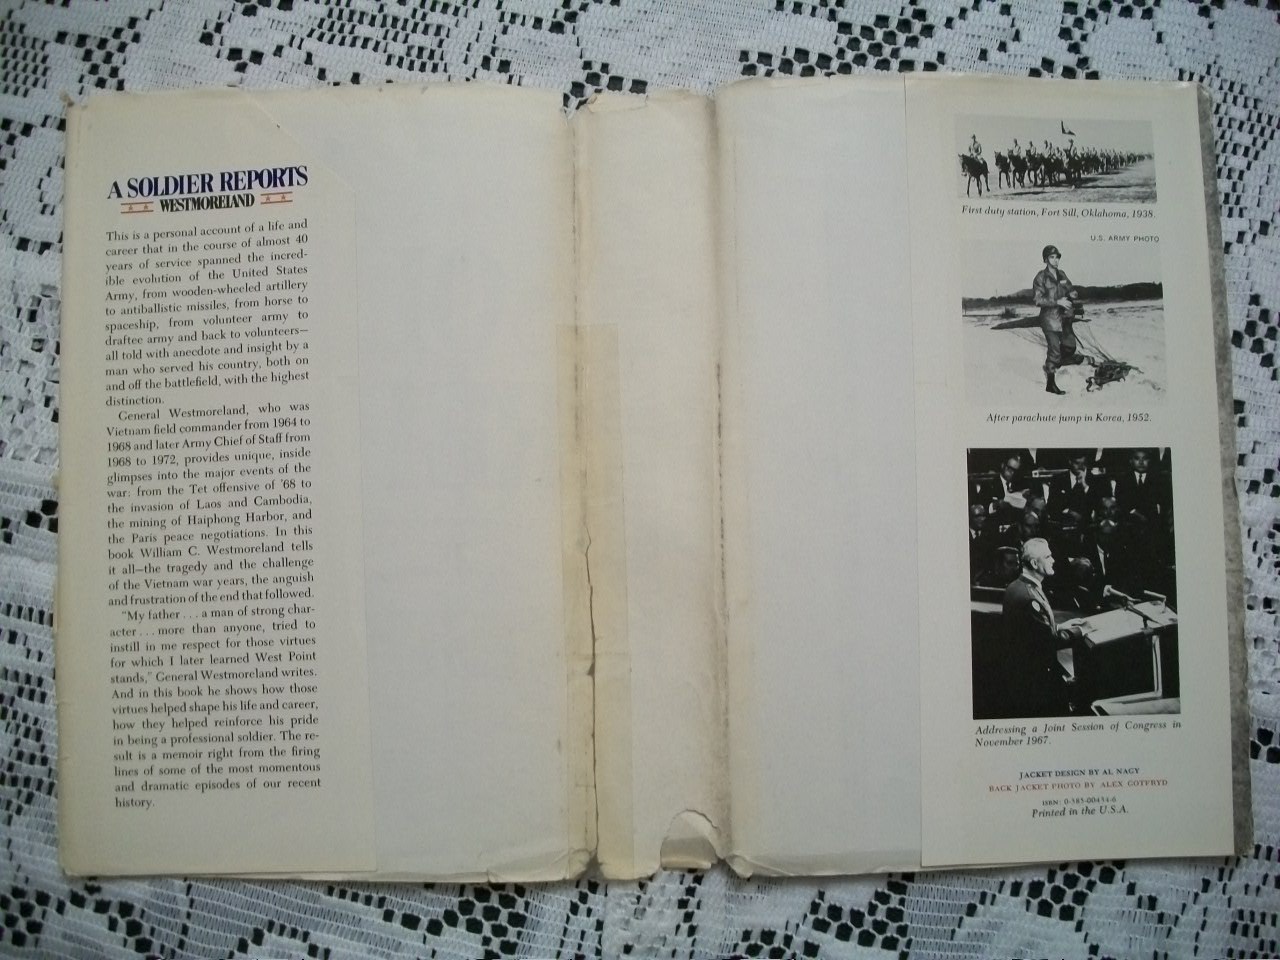 A SOLDIER REPORTS
WESTMORELAND
This is a personal account of a life and
career that in the course of almost 40
years of service spanned the incred-
ible evolution of the United States
Army, from wooden-wheeled artillery
to antiballistic missiles, from horse to
spaceship, from volunteer army to
draftee army and back to volunteers—
all told with anecdote and insight by a
man who served his country, both on
and off the battlefield, with the highest
distinction.
General Westmoreland, who was
Vietnam field commander from 1964 to
1968 and later Army Chief of Staff from
1968 to 1972, provides unique, inside
glimpses into the major events of the
war: from the Tet offensive of '68 to
the invasion of Laos and Cambodia,
the mining of Haiphong Harbor, and
the Paris peace negotiations. In this
book William C. Westmoreland tells
it all—the tragedy and the challenge
of the Vietnam war years, the anguish
and frustration of the end that followed.
"My father . . . a man of strong char-
acter . . . more than anyone, tried to
instill in me respect for those virtues
for which I later learned West Point
stands," General Westmoreland writes.
And in this book he shows how those
virtues helped shape his life and career,
how they helped reinforce his pride
in being a professional soldier. The re-
sult is a memoir right from the firing
lines of some of the most momentous
and dramatic episodes of our recent
history.
First duty station, Fort Sill, Oklahoma, 1938.
U.S. ARMY PHOTO
After parachute jump in Korea, 1952.
Addressing a Joint Session of Congress in
November 1967.
JACKET DESIGN BY AL NAGY
BACK JACKET PHOTO BY ALEX GOTFRYD
ISBN: 0-385-00434-6
Printed in the U.S.A.